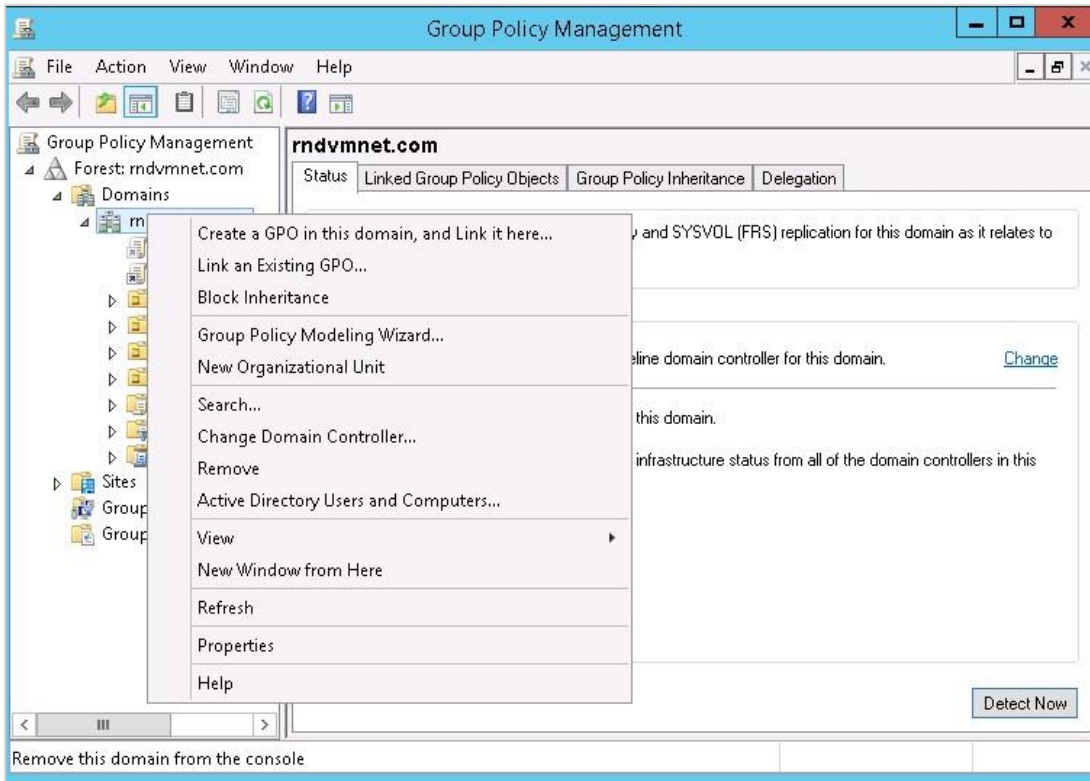 Group Policy Management
File Action View Window Help
Group Policy Management
Forest: rndvmnet.com
Domains
rn
Sites
Group
Group
rndvmnet.com
Status Linked Group Policy Objects Group Policy Inheritance Delegation
y and SYSVOL (FRS) replication for this domain as it relates to
eline domain controller for this domain. Change
this domain.
infrastructure status from all of the domain controllers in this
Detect Now
Create a GPO in this domain, and Link it here...
Link an Existing GPO...
Block Inheritance
Group Policy Modeling Wizard...
New Organizational Unit
Search...
Change Domain Controller...
Remove
Active Directory Users and Computers...
View
New Window from Here
Refresh
Properties
Help
Remove this domain from the console